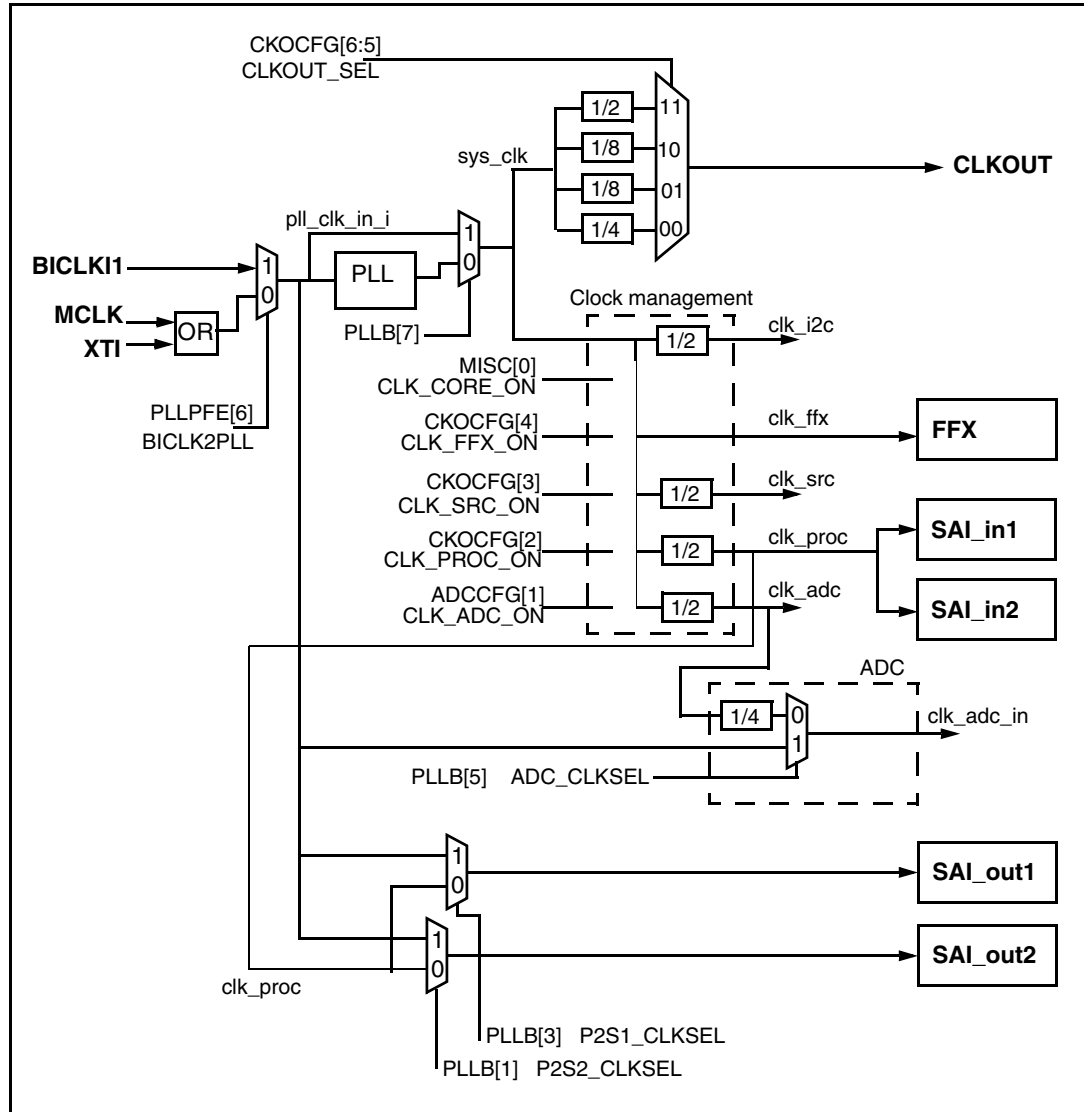 CKOCFG[6:5]
CLKOUT_SEL
1/2
11
1/8
10
sys_clk
CLKOUT
1/8
01
1/4
00
pll_clk_in_i
1
0
BICLKI1
1
0
PLL
MCLK
OR
XTI
PLLB[7]
Clock management
1/2
clk_i2c
MISC[0]
CLK_CORE_ON
PLLPFE[6]
BICLK2PLL
CKOCFG[4]
CLK_FFX_ON
clk_ffx
FFX
CKOCFG[3]
CLK_SRC_ON
1/2
clk_src
CKOCFG[2]
CLK_PROC_ON
1/2
clk_proc
SAI_in1
ADCCFG[1]
CLK_ADC_ON
1/2
clk_adc
SAI_in2
ADC
1/4
0
1
clk_adc_in
PLLB[5] ADC_CLKSEL
1
0
SAI_out1
1
0
SAI_out2
clk_proc
PLLB[3] P2S1_CLKSEL
PLLB[1] P2S2_CLKSEL